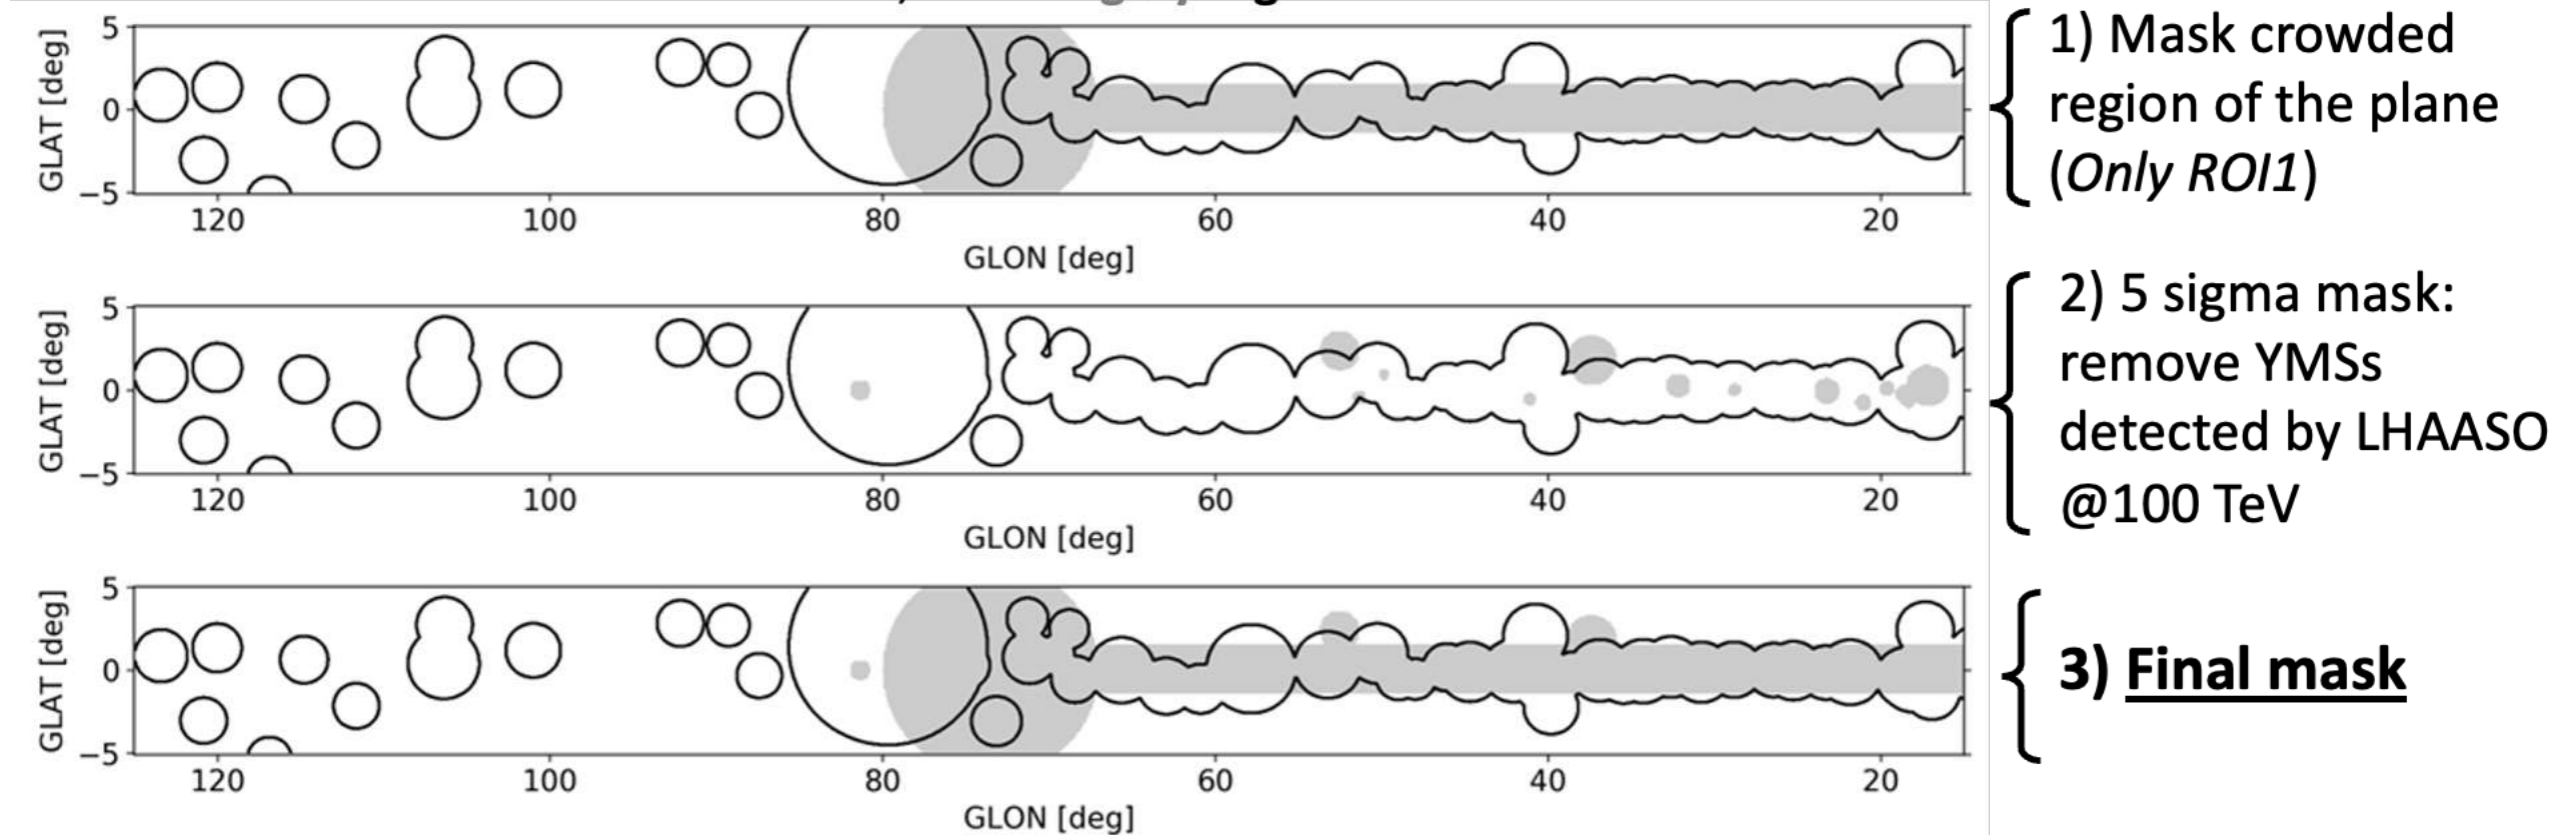 5
0
−5
GLAT [deg]
120 100 80 60 40 20
GLON [deg]
1) Mask crowded
region of the plane
(Only ROI1)
5
0
−5
GLAT [deg]
120 100 80 60 40 20
GLON [deg]
2) 5 sigma mask:
remove YMSs
detected by LHAASO
@100 TeV
5
0
−5
GLAT [deg]
120 100 80 60 40 20
GLON [deg]
3) Final mask